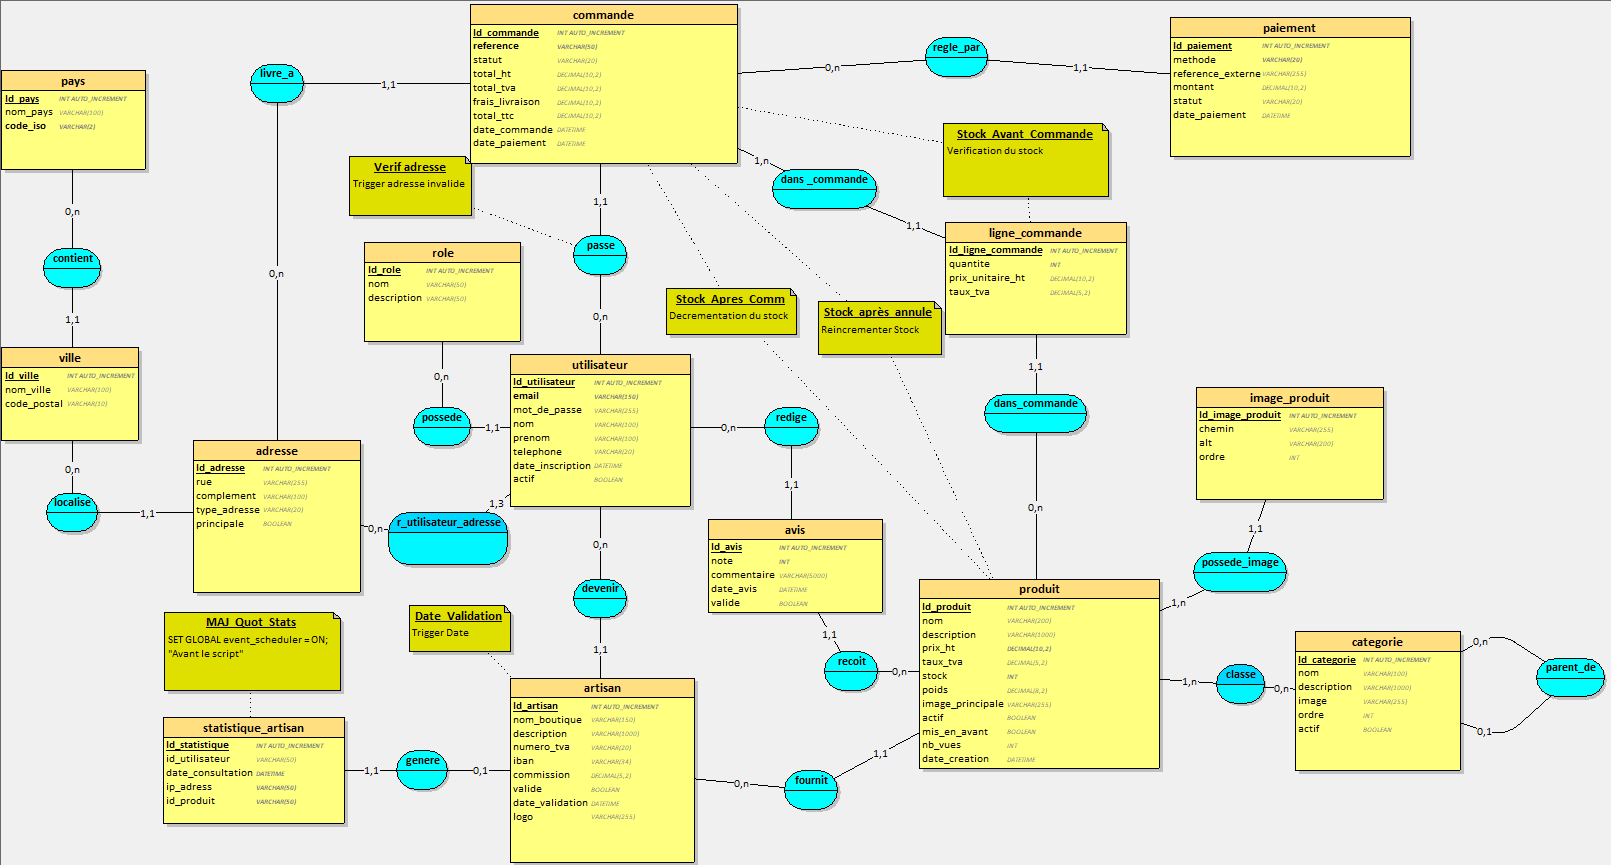 commande
Id_commande INT AUTO_INCREMENT
reference VARCHAR(50)
statut VARCHAR(20)
total_ht DECIMAL(10,2)
total_tva DECIMAL(10,2)
frais_livraison DECIMAL(10,2)
total_ttc DECIMAL(10,2)
date_commande DATETIME
date_paiement DATETIME
paiement
Id_paiement INT AUTO_INCREMENT
methode VARCHAR(20)
reference_externe VARCHAR(255)
montant DECIMAL(10,2)
statut VARCHAR(20)
date_paiement DATETIME
regle_par
0,n
1,1
livre_a
1,1
0,n
pays
Id_pays INT AUTO_INCREMENT
nom_pays VARCHAR(100)
code_iso VARCHAR(2)
0,n
contient
1,1
Verif adresse
Trigger adresse invalide
Stock_Avant_Commande
Verification du stock
1,n
dans _commande
1,1
1,1
passe
0,n
ligne_commande
Id_ligne_commande INT AUTO_INCREMENT
quantite INT
prix_unitaire_ht DECIMAL(10,2)
taux_tva DECIMAL(5,2)
role
Id_role INT AUTO_INCREMENT
nom VARCHAR(50)
description VARCHAR(50)
Stock_Apres_Comm
Decrementation du stock
Stock_après_annule
Reincrementer Stock
ville
Id_ville INT AUTO_INCREMENT
nom_ville VARCHAR(100)
code_postal VARCHAR(10)
0,n
localise
1,1
utilisateur
Id_utilisateur INT AUTO_INCREMENT
email VARCHAR(150)
mot_de_passe VARCHAR(255)
nom VARCHAR(100)
prenom VARCHAR(100)
telephone VARCHAR(20)
date_inscription DATETIME
actif BOOLEAN
0,n
possede
1,1
0,n
redige
1,1
1,1
dans_commande
0,n
image_produit
Id_image_produit INT AUTO_INCREMENT
chemin VARCHAR(255)
alt VARCHAR(200)
ordre INT
1,1
possede_image
1,n
adresse
Id_adresse INT AUTO_INCREMENT
rue VARCHAR(255)
complement VARCHAR(100)
type_adresse VARCHAR(20)
principale BOOLEAN
0,n
r_utilisateur_adresse
1,3
0,n
devenir
1,1
avis
Id_avis INT AUTO_INCREMENT
note INT
commentaire VARCHAR(5000)
date_avis DATETIME
valide BOOLEAN
1,1
recoit
0,n
produit
Id_produit INT AUTO_INCREMENT
nom VARCHAR(200)
description VARCHAR(1000)
prix_ht DECIMAL(10,2)
taux_tva DECIMAL(5,2)
stock INT
poids DECIMAL(8,2)
image_principale VARCHAR(255)
actif BOOLEAN
mis_en_avant BOOLEAN
nb_vues INT
date_creation DATETIME
1,n
classe
0,n
categorie
Id_categorie INT AUTO_INCREMENT
nom VARCHAR(100)
description VARCHAR(1000)
image VARCHAR(255)
ordre INT
actif BOOLEAN
0,n
parent_de
0,1
MAJ_Quot_Stats
SET GLOBAL event_scheduler = ON;
"Avant le script"
Date_Validation
Trigger Date
statistique_artisan
Id_statistique INT AUTO_INCREMENT
id_utilisateur VARCHAR(50)
date_consultation DATETIME
ip_adress VARCHAR(50)
id_produit VARCHAR(50)
1,1
genere
0,1
artisan
Id_artisan INT AUTO_INCREMENT
nom_boutique VARCHAR(150)
description VARCHAR(1000)
numero_tva VARCHAR(20)
iban VARCHAR(34)
commission DECIMAL(5,2)
valide BOOLEAN
date_validation DATETIME
logo VARCHAR(255)
0,n
fournit
1,1